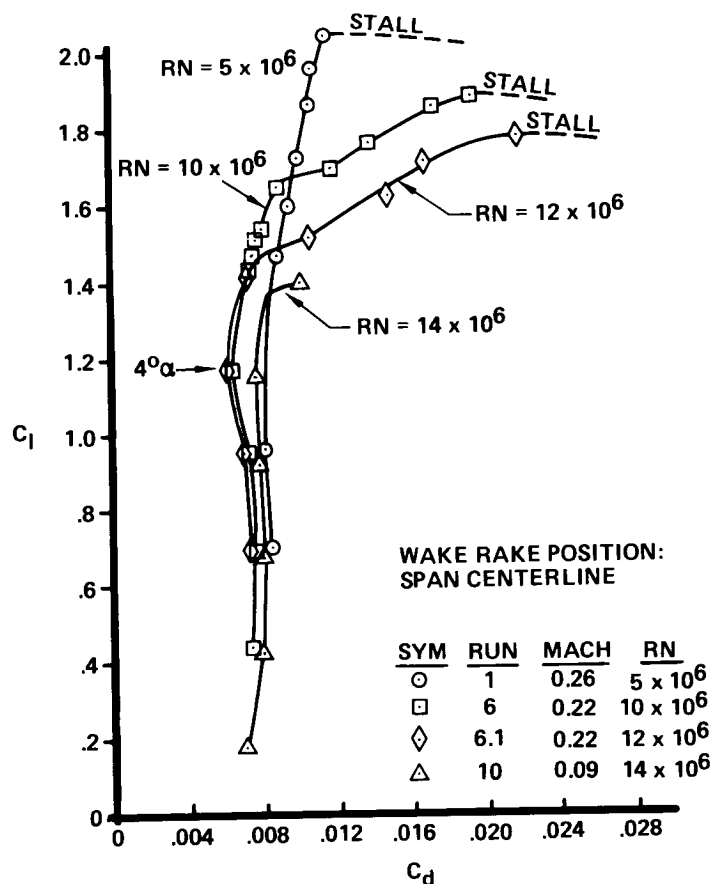 STALL
2.0
RN = 5 x 10⁶
STALL
1.8
STALL
RN = 10 x 10⁶
1.6
RN = 12 x 10⁶
1.4
RN = 14 x 10⁶
1.2
4⁰α
Cl
1.0
.8
.6
.4
.2
0
WAKE RAKE POSITION:
SPAN CENTERLINE
SYM RUN MACH RN
1 0.26 5 x 10⁶
6 0.22 10 x 10⁶
6.1 0.22 12 x 10⁶
10 0.09 14 x 10⁶
0 .004 .008 .012 .016 .020 .024 .028
Cd